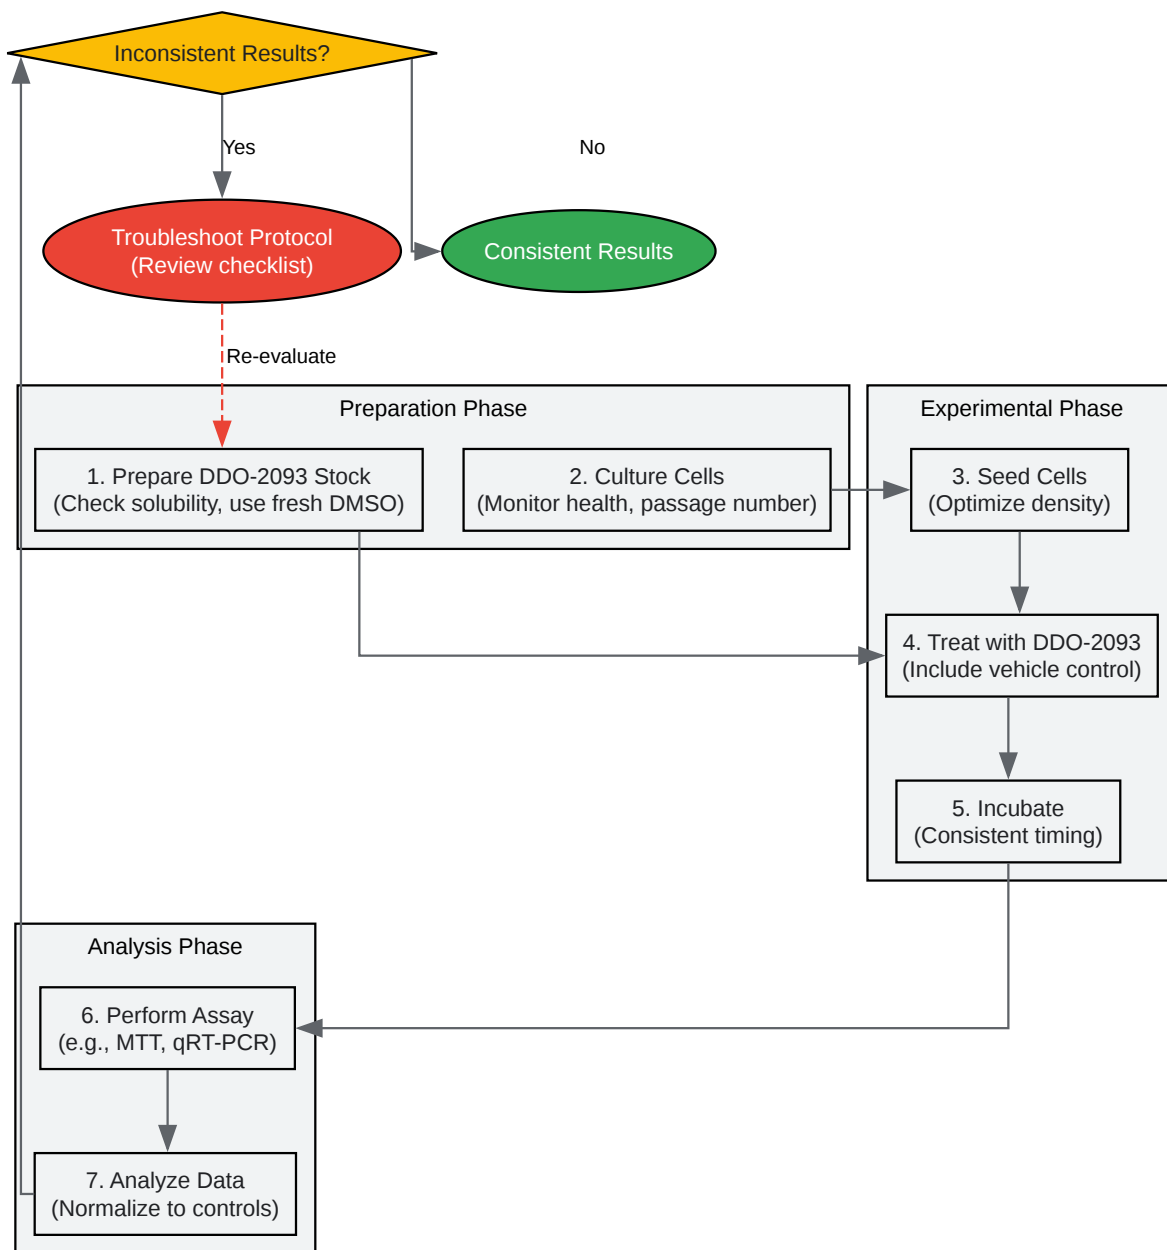 Inconsistent Results?
Yes
No
Troubleshoot Protocol
(Review checklist)
Consistent Results
Re-evaluate
Preparation Phase
1. Prepare DDO-2093 Stock
(Check solubility, use fresh DMSO)
2. Culture Cells
(Monitor health, passage number)
Experimental Phase
3. Seed Cells
(Optimize density)
4. Treat with DDO-2093
(Include vehicle control)
5. Incubate
(Consistent timing)
Analysis Phase
6. Perform Assay
(e.g., MTT, qRT-PCR)
7. Analyze Data
(Normalize to controls)